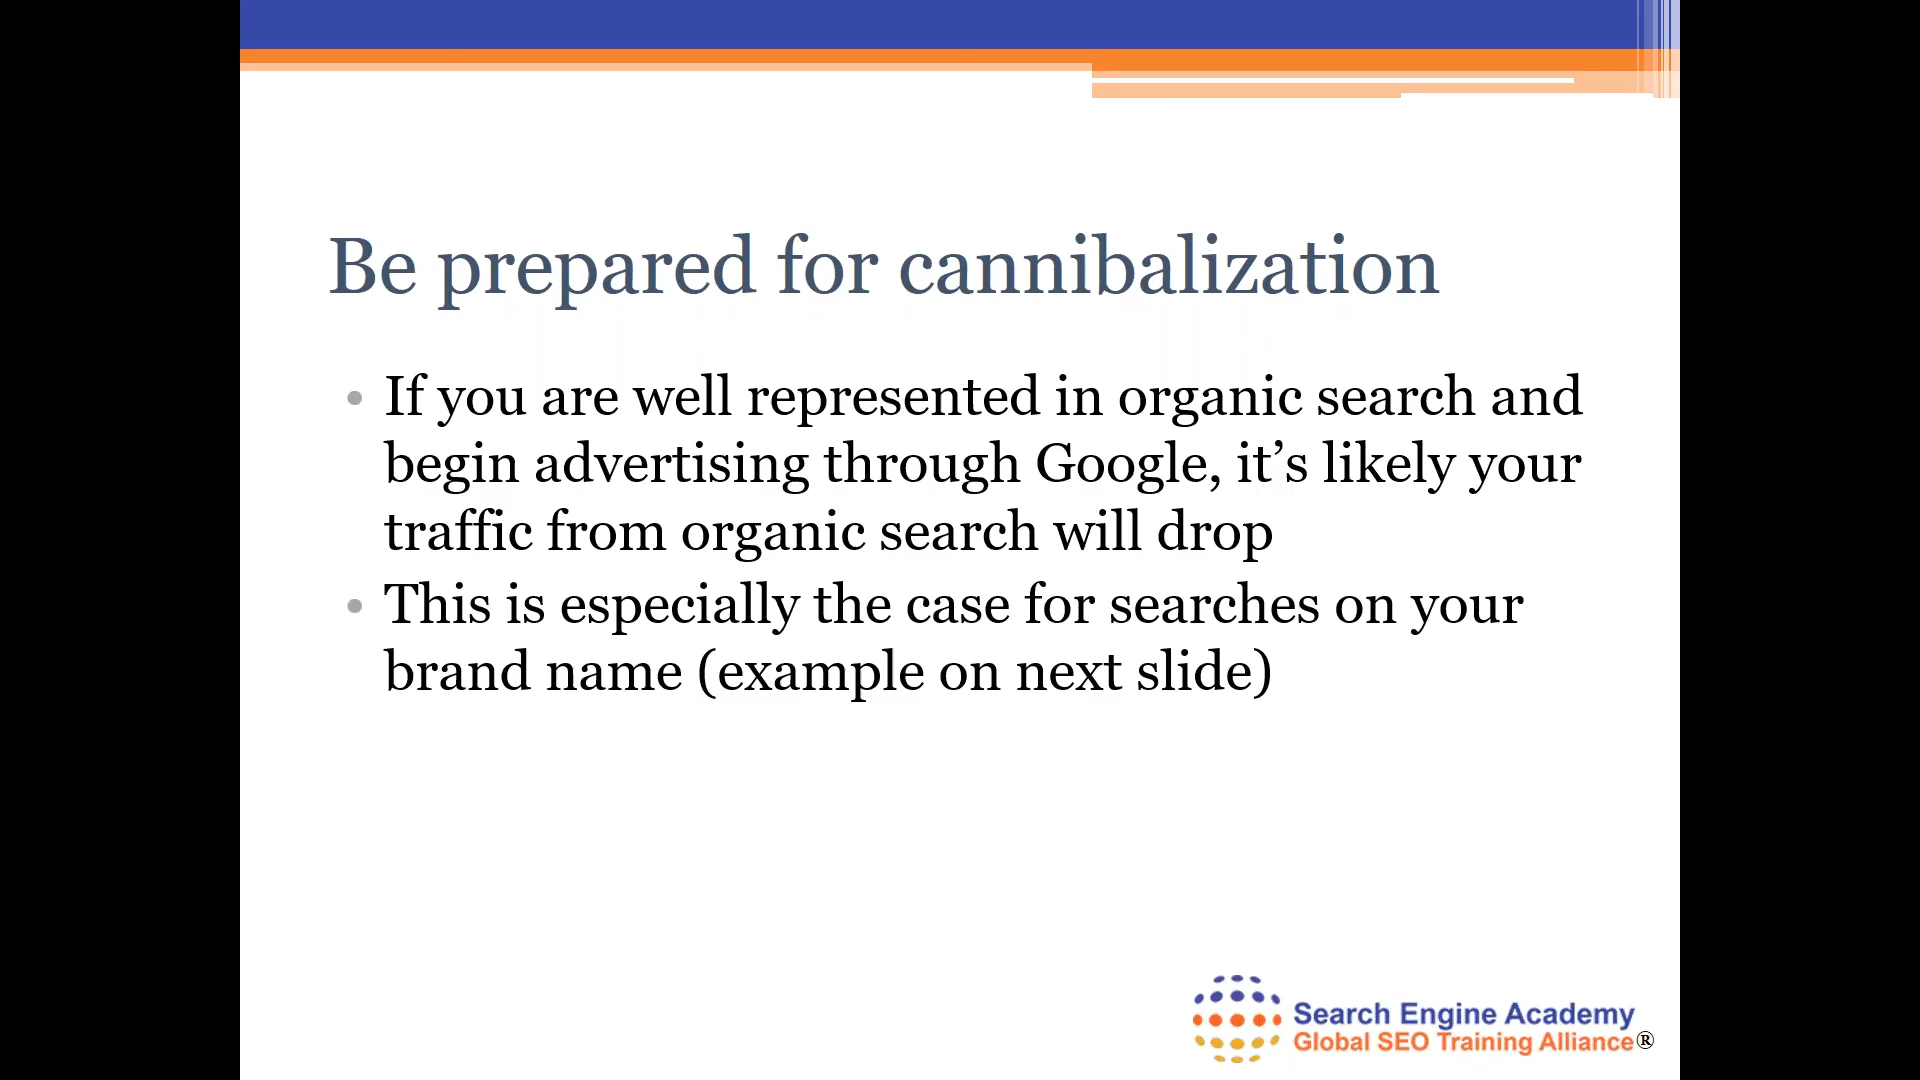 Be prepared for cannibalization
• If you are well represented in organic search and
begin advertising through Google, it’s likely your
traffic from organic search will drop
• This is especially the case for searches on your
brand name (example on next slide)
Search Engine Academy
Global SEO Training Alliance®